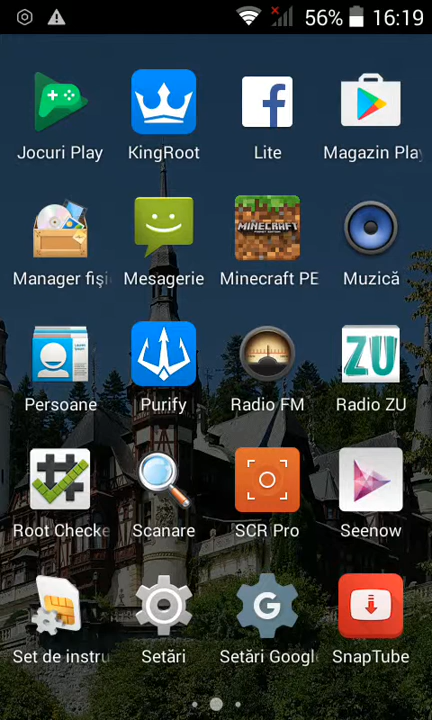 56% 16:19
Jocuri Play KingRoot Lite Magazin Play
MINECRAFT
Manager fişi Mesagerie Minecraft PE Muzică
ZU
Persoane Purify Radio FM Radio ZU
Root Checke Scanare SCR Pro Seenow
G
Set de instru Setări Setări Googl SnapTube